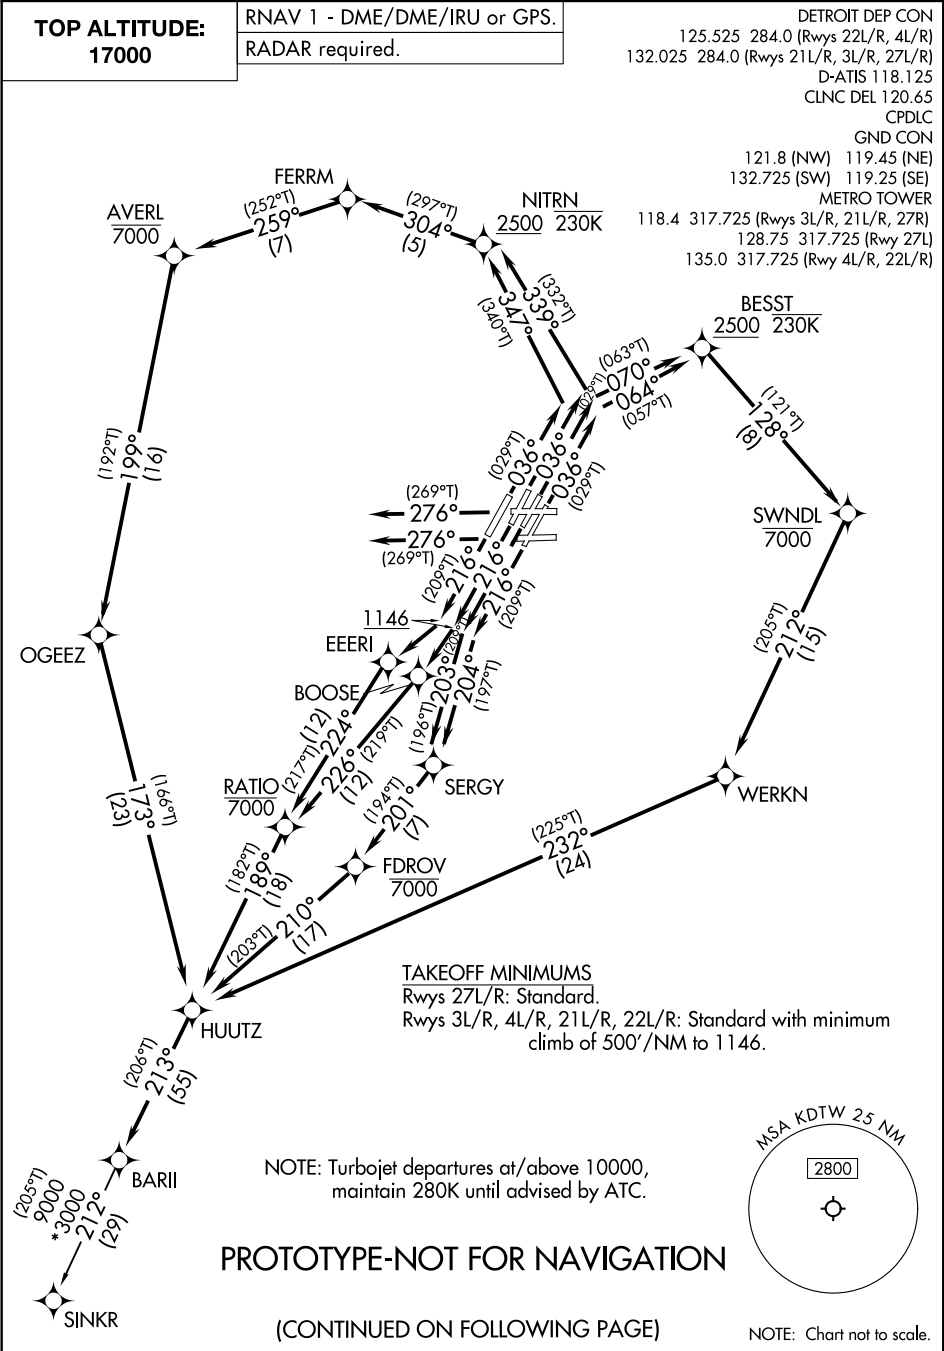 TOP ALTITUDE:
17000
RNAV 1 - DME/DME/IRU or GPS.
RADAR required.
DETROIT DEP CON
125.525 284.0 (Rwys 22L/R, 4L/R)
132.025 284.0 (Rwys 21L/R, 3L/R, 27L/R)
D-ATIS 118.125
CLNC DEL 120.65
CPDLC
GND CON
121.8 (NW) 119.45 (NE)
132.725 (SW) 119.25 (SE)
METRO TOWER
118.4 317.725 (Rwys 3L/R, 21L/R, 27R)
128.75 317.725 (Rwy 27L)
135.0 317.725 (Rwy 4L/R, 22L/R)
FERRM
AVERL
7000
(252°T)
259°
(7)
(297°T)
304°
(5)
NITRN
2500 230K
(332°T)
339°
347°
(340°T)
BESST
2500 230K
(063°T)
070°
064°
(057°T)
(029°T)
(121°T)
128°
(8)
(029°T)
036°
036°
036°
(029°T)
(192°T)
199°
(16)
(269°T)
276°
276°
(269°T)
SWNDL
7000
(209°T)
216°
216°
216°
(209°T)
1146
(209°T)
OGEEZ
EEERI
BOOSE
203°
204°
(197°T)
(196°T)
(205°T)
212°
(15)
(12)
224°
(217°T)
(219°T)
226°
(12)
RATIO
7000
SERGY
WERKN
(166°T)
173°
(23)
(194°T)
201°
(7)
(225°T)
232°
(24)
FDROV
7000
(182°T)
189°
(18)
210°
(17)
(203°T)
TAKEOFF MINIMUMS
Rwys 27L/R: Standard.
Rwys 3L/R, 4L/R, 21L/R, 22L/R: Standard with minimum
climb of 500'/NM to 1146.
HUUTZ
(206°T)
213°
(55)
BARII
(205°T)
9000
*3000
212°
(29)
SINKR
NOTE: Turbojet departures at/above 10000,
maintain 280K until advised by ATC.
MSA KDTW 25 NM
2800
PROTOTYPE-NOT FOR NAVIGATION
(CONTINUED ON FOLLOWING PAGE)
NOTE: Chart not to scale.